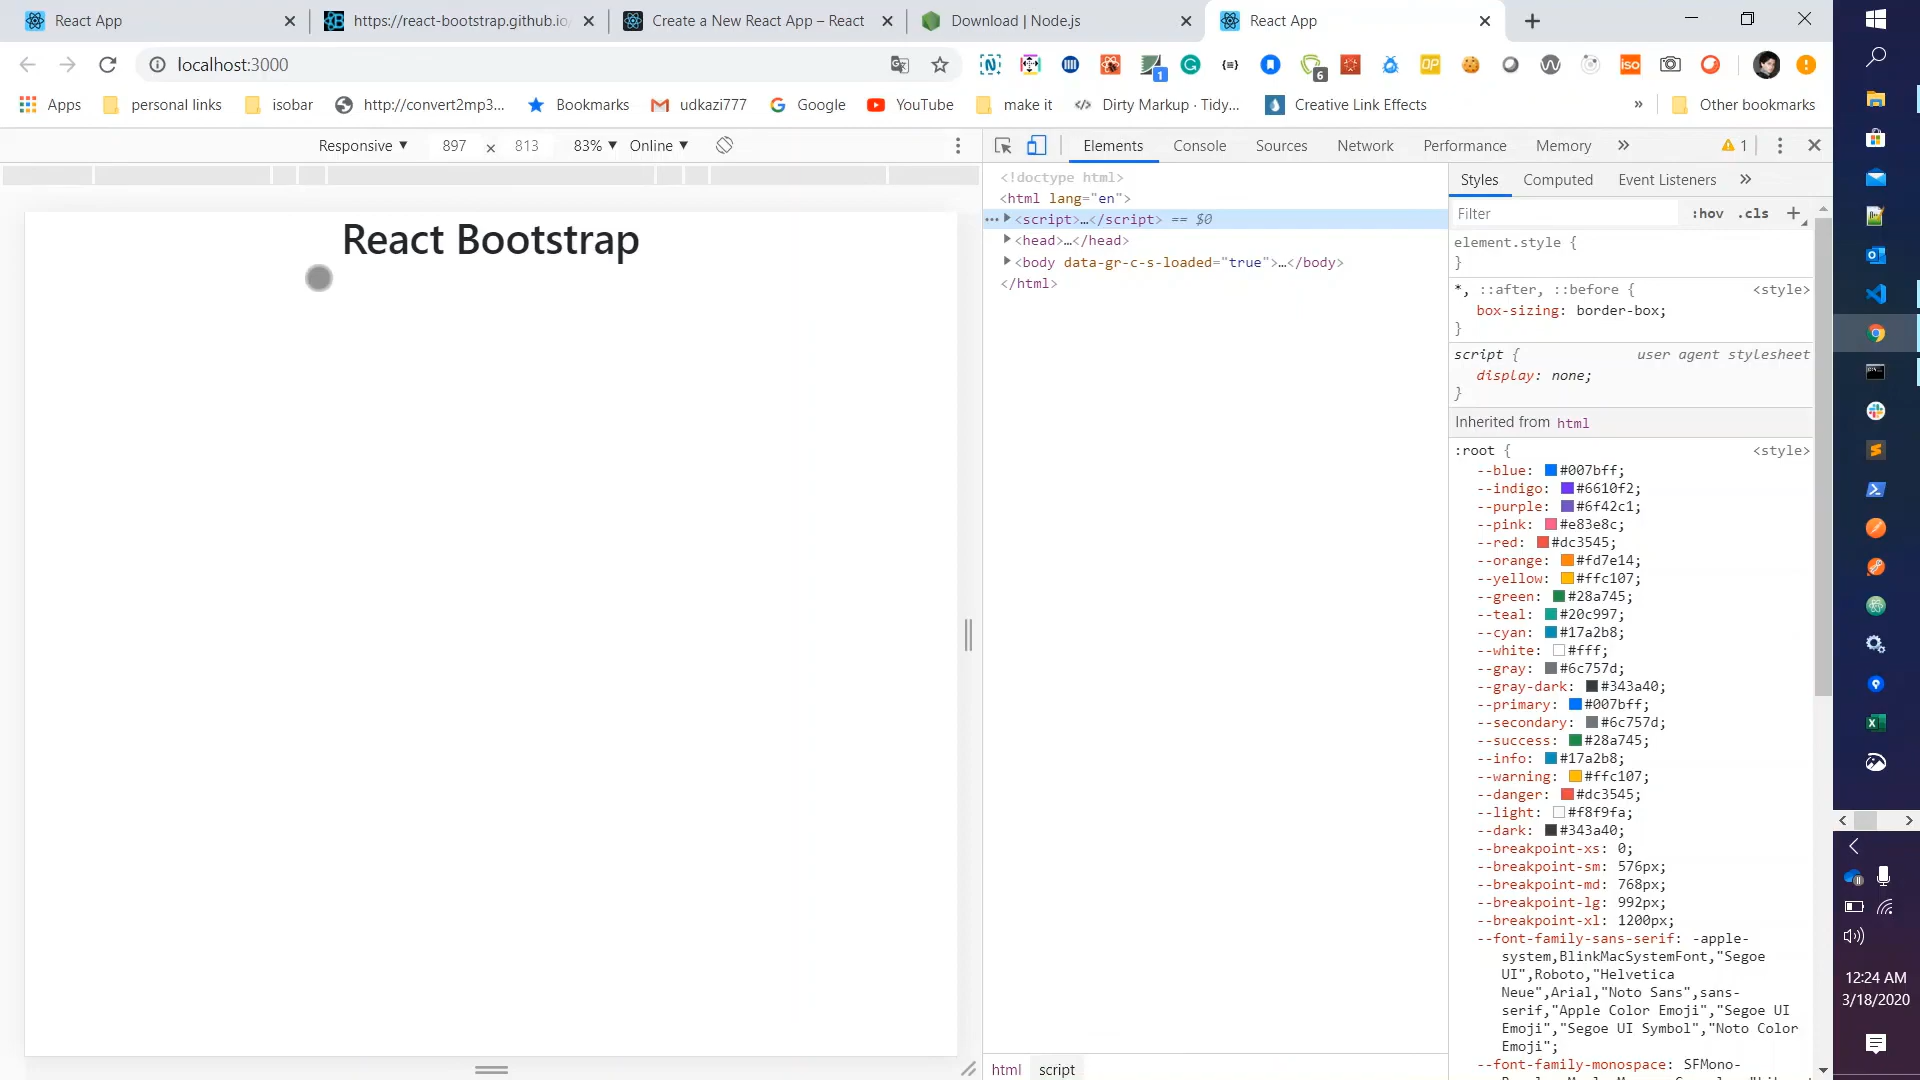 React App
https://react-bootstrap.github.io/
Create a New React App – React
Download | Node.js
React App
localhost:3000
1
6
OP
ISO
Apps
personal links
isobar
http://convert2mp3...
Bookmarks
udkazi777
Google
YouTube
make it
Dirty Markup · Tidy...
Creative Link Effects
»
Other bookmarks
Responsive ▼
897 × 813
83% ▼
Online ▼
Elements
Console
Sources
Network
Performance
Memory
»
1
React Bootstrap
<!doctype html>
<html lang="en">
<script>…</script> == $0
<head>…</head>
<body data-gr-c-s-loaded="true">…</body>
</html>
html
script
Styles
Computed
Event Listeners
»
Filter
:hov
.cls
+
element.style {
}
*, ::after, ::before {
<style>
box-sizing: border-box;
}
script {
user agent stylesheet
display: none;
}
Inherited from html
:root {
<style>
--blue: #007bff;
--indigo: #6610f2;
--purple: #6f42c1;
--pink: #e83e8c;
--red: #dc3545;
--orange: #fd7e14;
--yellow: #ffc107;
--green: #28a745;
--teal: #20c997;
--cyan: #17a2b8;
--white: #fff;
--gray: #6c757d;
--gray-dark: #343a40;
--primary: #007bff;
--secondary: #6c757d;
--success: #28a745;
--info: #17a2b8;
--warning: #ffc107;
--danger: #dc3545;
--light: #f8f9fa;
--dark: #343a40;
--breakpoint-xs: 0;
--breakpoint-sm: 576px;
--breakpoint-md: 768px;
--breakpoint-lg: 992px;
--breakpoint-xl: 1200px;
--font-family-sans-serif: -apple-
system,BlinkMacSystemFont,"Segoe
UI",Roboto,"Helvetica
Neue",Arial,"Noto Sans",sans-
serif,"Apple Color Emoji","Segoe UI
Emoji","Segoe UI Symbol","Noto Color
Emoji";
--font-family-monospace: SFMono-
12:24 AM
3/18/2020